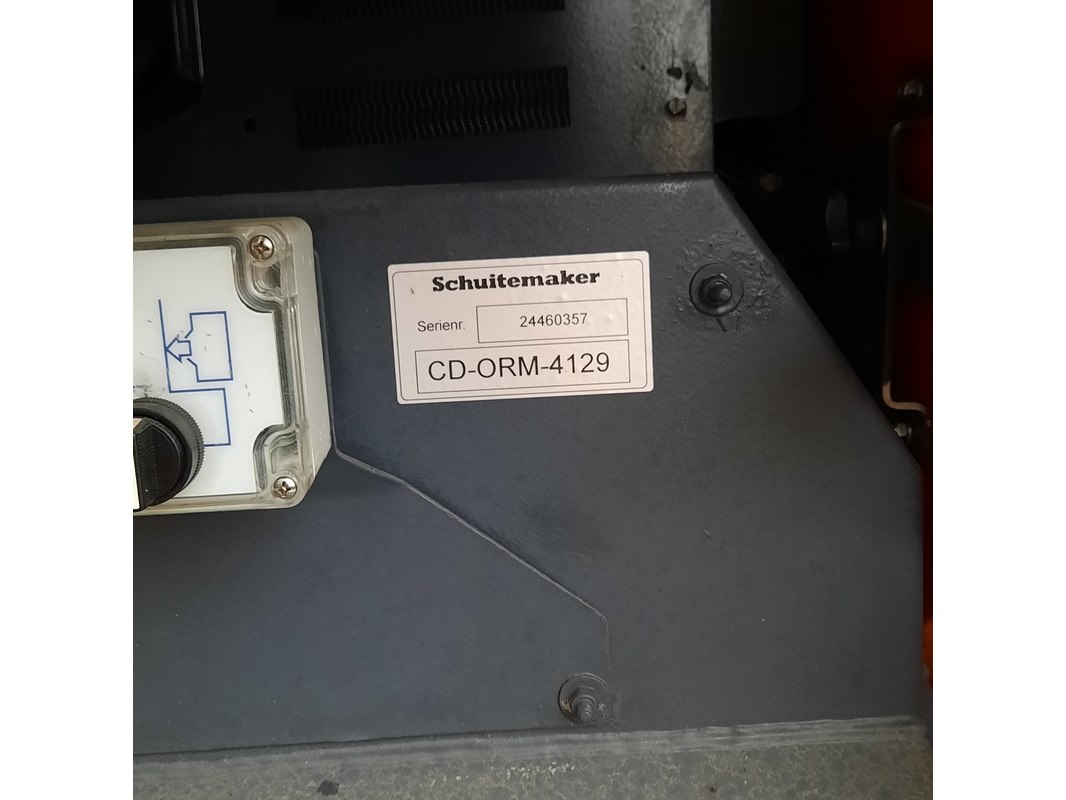 Schuitemaker
Serienr. 24460357
CD-ORM-4129